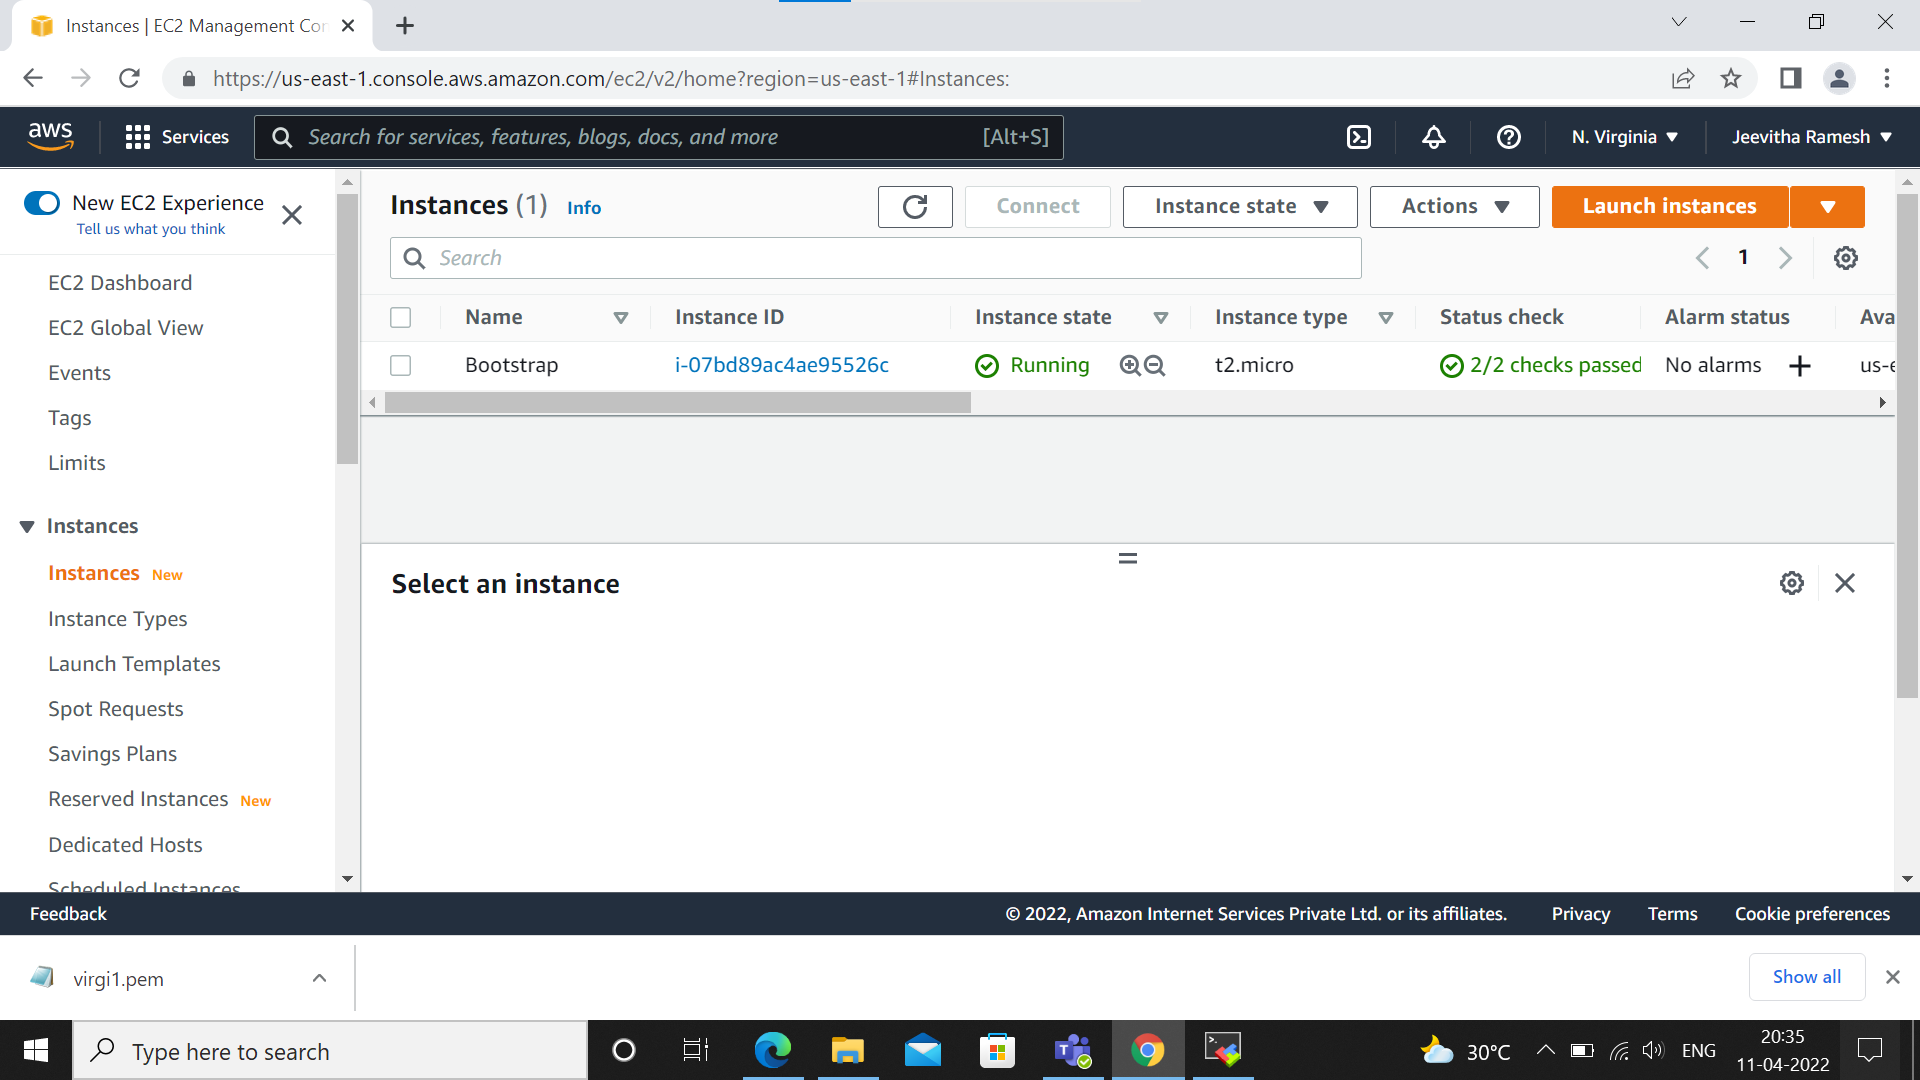 Instances | EC2 Management Con
https://us-east-1.console.aws.amazon.com/ec2/v2/home?region=us-east-1#Instances:
aws
Services
Search for services, features, blogs, docs, and more
[Alt+S]
N. Virginia
Jeevitha Ramesh
New EC2 Experience
Tell us what you think
EC2 Dashboard
EC2 Global View
Events
Tags
Limits
Instances
Instances New
Instance Types
Launch Templates
Spot Requests
Savings Plans
Reserved Instances New
Dedicated Hosts
Scheduled Instances
Instances (1) Info
Connect
Instance state
Actions
Launch instances
Search
1
Name Instance ID Instance state Instance type Status check Alarm status Ava
Bootstrap i-07bd89ac4ae95526c Running t2.micro 2/2 checks passed No alarms + us-e
Select an instance
Feedback
© 2022, Amazon Internet Services Private Ltd. or its affiliates.
Privacy
Terms
Cookie preferences
virgi1.pem
Show all
Type here to search
30°C
ENG
20:35
11-04-2022